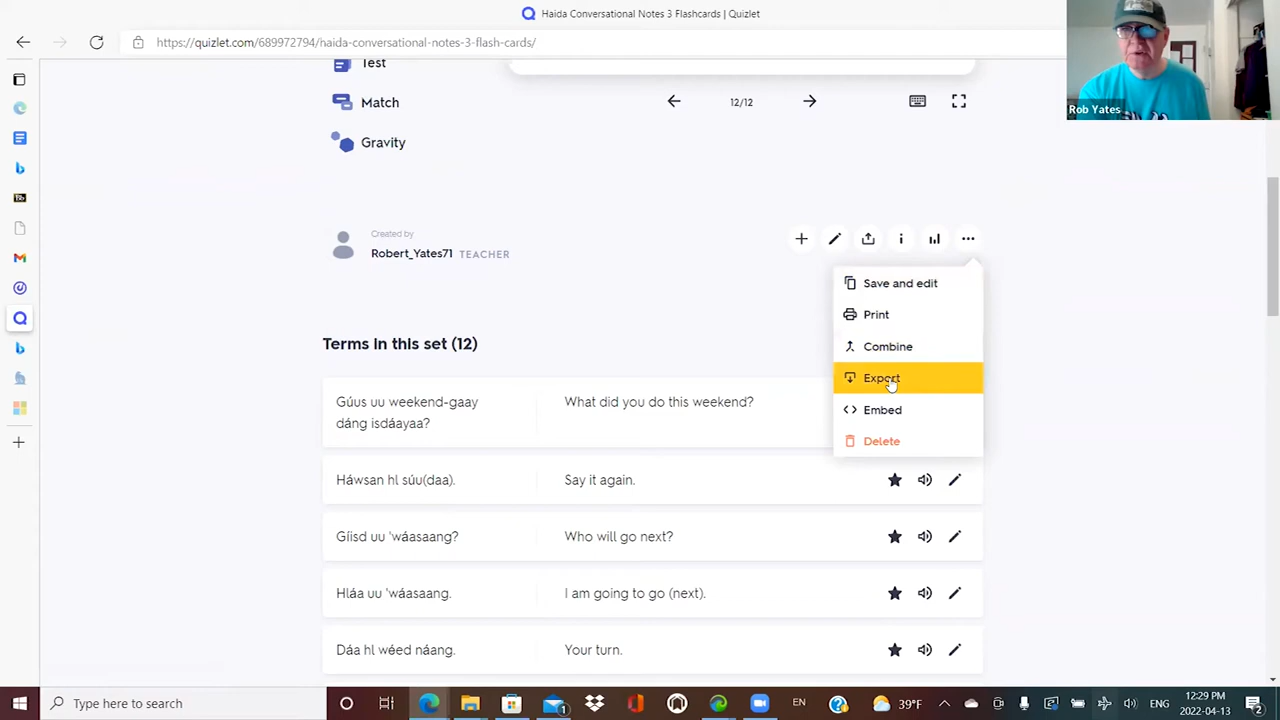 Haida Conversational Notes 3 Flashcards | Quizlet
https://quizlet.com/689972794/haida-conversational-notes-3-flash-cards/
Rob Yates
Test
Match
12/12
Gravity
Created by
Robert_Yates71 TEACHER
Save and edit
Print
Combine
Export
Embed
Delete
Terms in this set (12)
Gúus uu weekend-gaay
dáng isdáayaa?
What did you do this weekend?
Háwsan hl súu(daa).
Say it again.
Gíisd uu 'wáasaang?
Who will go next?
Hláa uu 'wáasaang.
I am going to go (next).
Dáa hl wéed náang.
Your turn.
Type here to search
EN
39°F
ENG
12:29 PM
2022-04-13